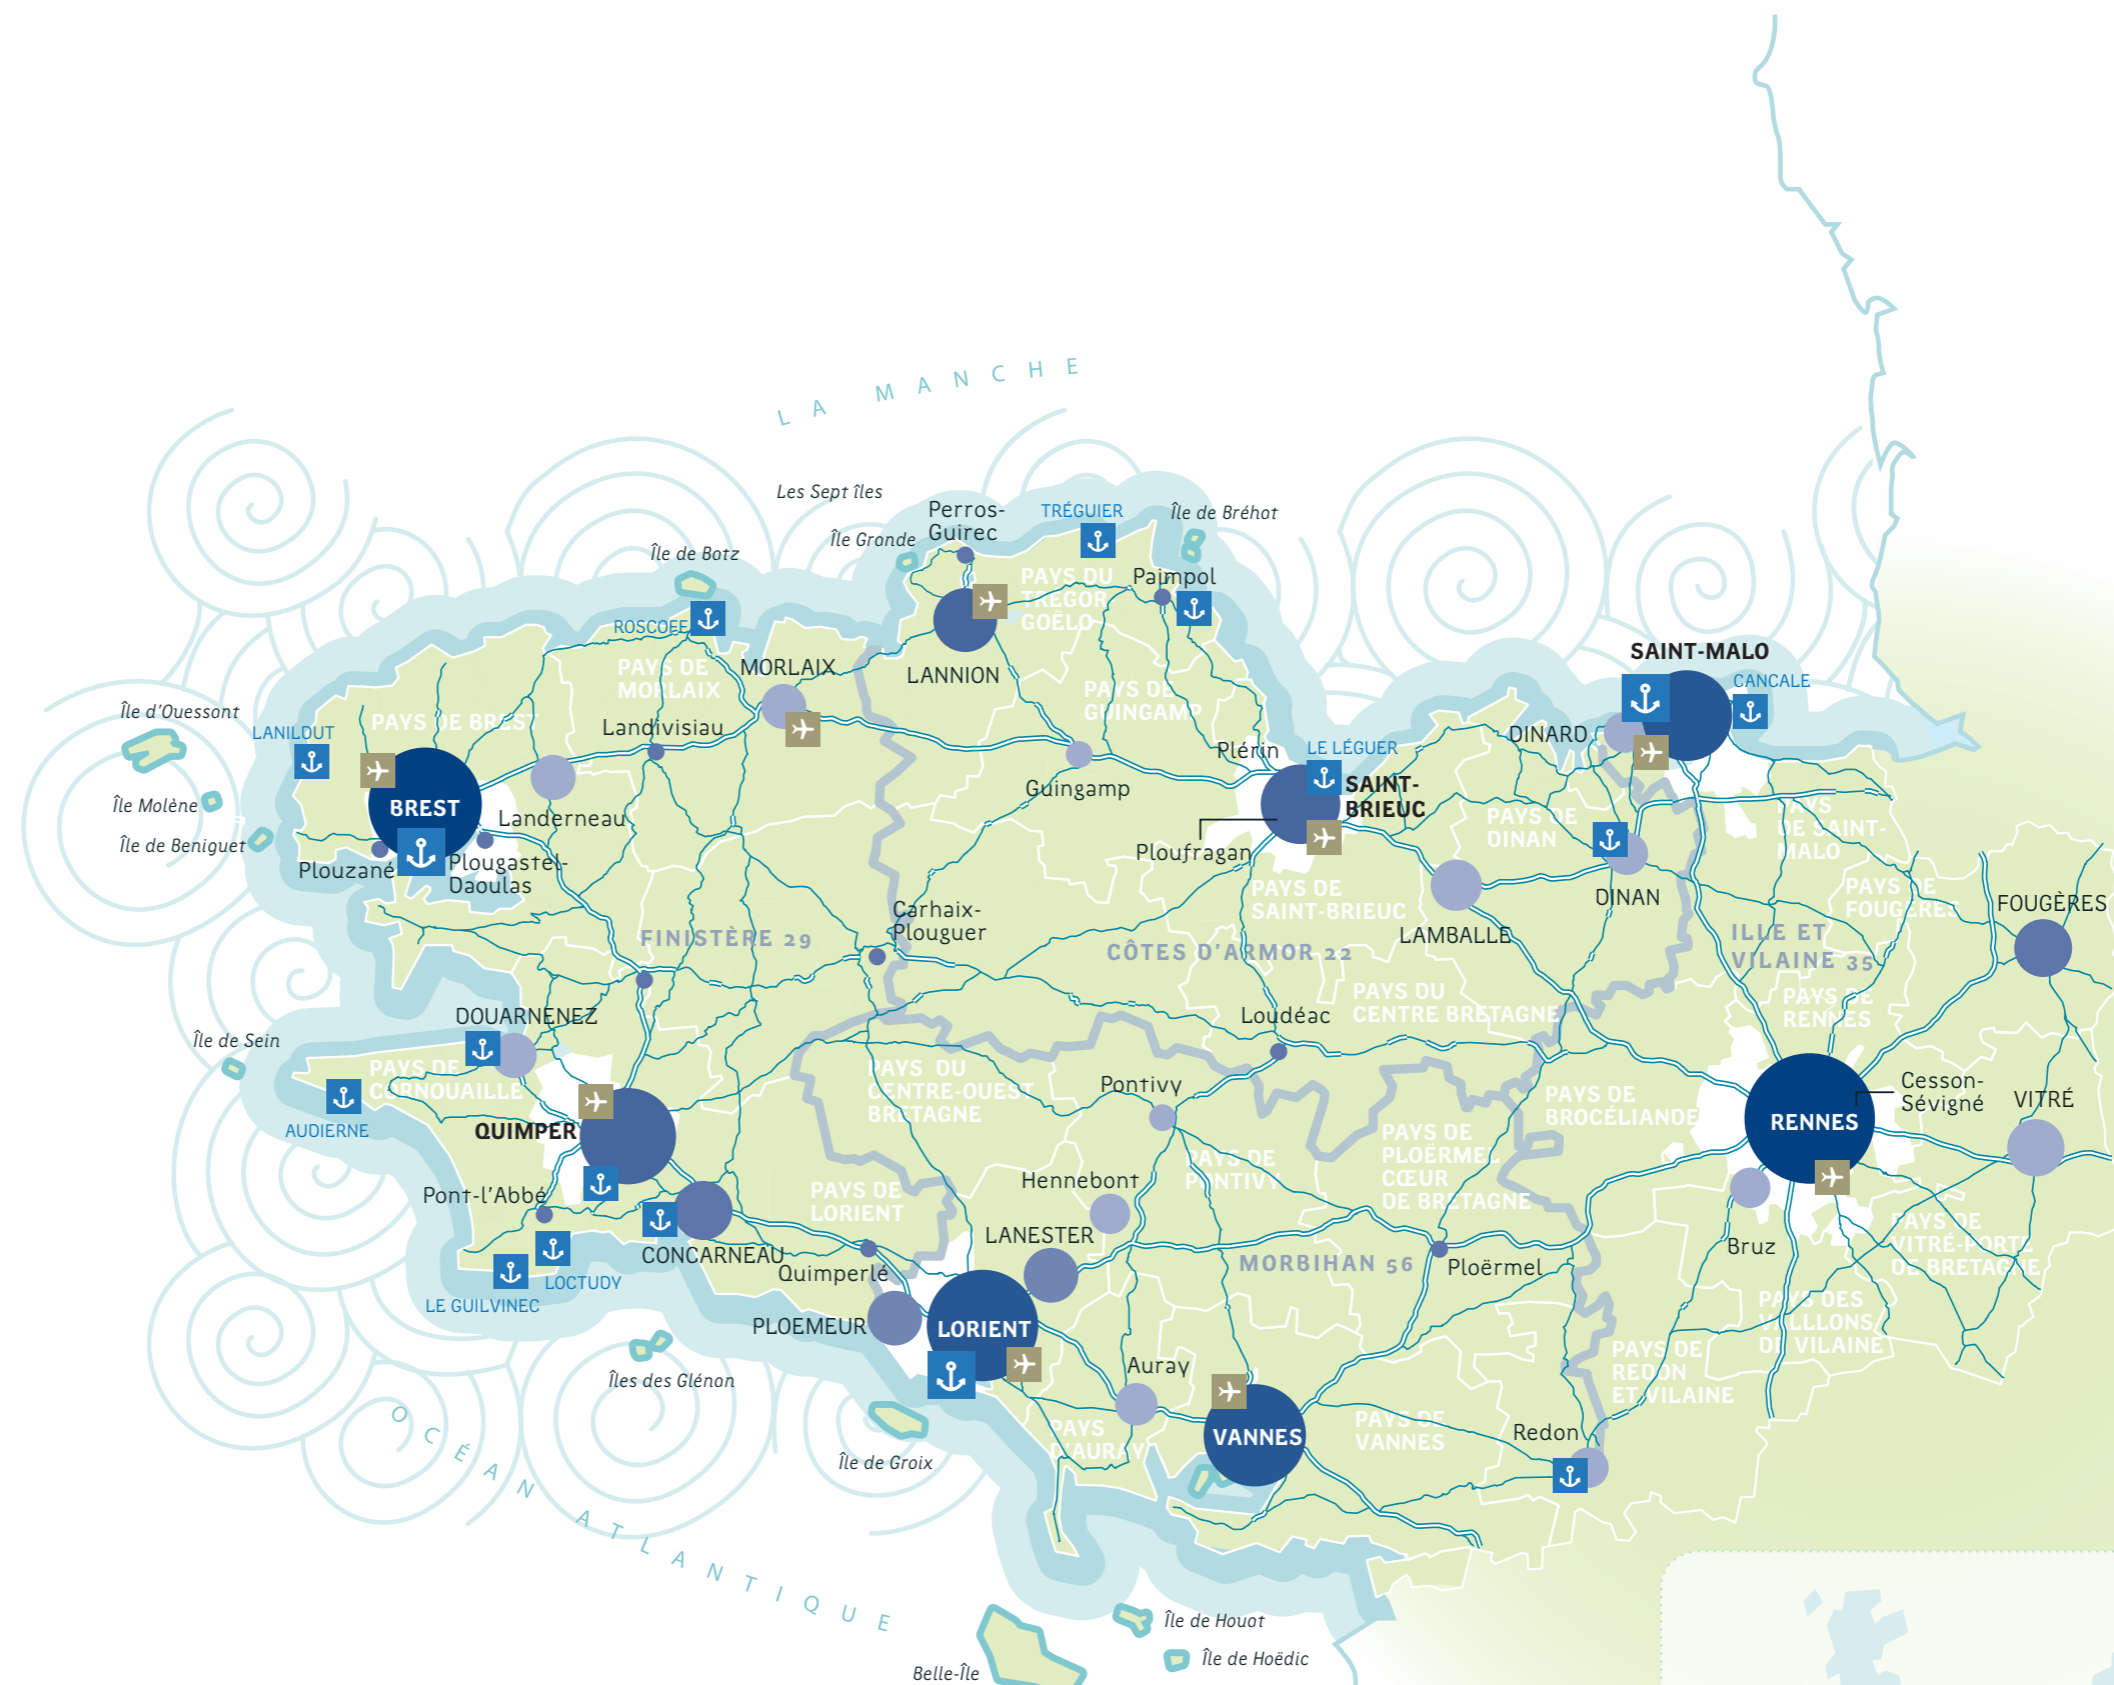 LA MANCHE
Les Sept îles
Perros-
Guirec
TRÉGUIER
Île de Bréhat
Île Grande
Île de Batz
PAYS DU
TRÉGOR
GOËLO
Paimpol
ROSCOFF
PAYS DE
MORLAIX
MORLAIX
LANNION
PAYS DE
GUINGAMP
SAINT-MALO
CANCALE
Île d'Ouessant
LANILDUT
PAYS DE BREST
Landivisiau
Plérin
LE LÉGUER
DINARD
Guingamp
SAINT-
BRIEUC
Île Molène
BREST
Landerneau
PAYS DE
DINAN
PAYS
DE SAINT-
MALO
Île de Beniguet
Plouzané
Plougastel-
Daoulas
Ploufragan
PAYS DE
SAINT-BRIEUC
DINAN
PAYS DE
FOUGÈRES
FOUGÈRES
Carhaix-
Plouguer
FINISTÈRE 29
CÔTES D'ARMOR 22
LAMBALLE
ILLE ET
VILAINE 35
PAYS DU
CENTRE BRETAGNE
PAYS DE
RENNES
DOUARNENEZ
Loudéac
Île de Sein
PAYS DE
CORNOUAILLE
PAYS DU
CENTRE-OUEST
BRETAGNE
Pontivy
PAYS DE
BROCÉLIANDE
Cesson-
Sévigné
VITRÉ
AUDIERNE
QUIMPER
RENNES
PAYS DE
PLOËRMEL
CŒUR
DE BRETAGNE
PAYS DE
PONTIVY
Pont-l'Abbé
PAYS DE
LORIENT
Hennebont
LANESTER
CONCARNEAU
Quimperlé
MORBIHAN 56
Ploërmel
Bruz
PAYS DE
VITRÉ-PORTE
DE BRETAGNE
LOCTUDY
LE GUILVINEC
PLOEMEUR
LORIENT
PAYS DES
VALLLONS
DE VILAINE
Îles des Glénan
Auray
PAYS DE
REDON
ET VILAINE
PAYS
D'AURAY
VANNES
PAYS DE
VANNES
Redon
Île de Groix
OCÉAN ATLANTIQUE
Île de Houat
Île de Hoëdic
Belle-Île